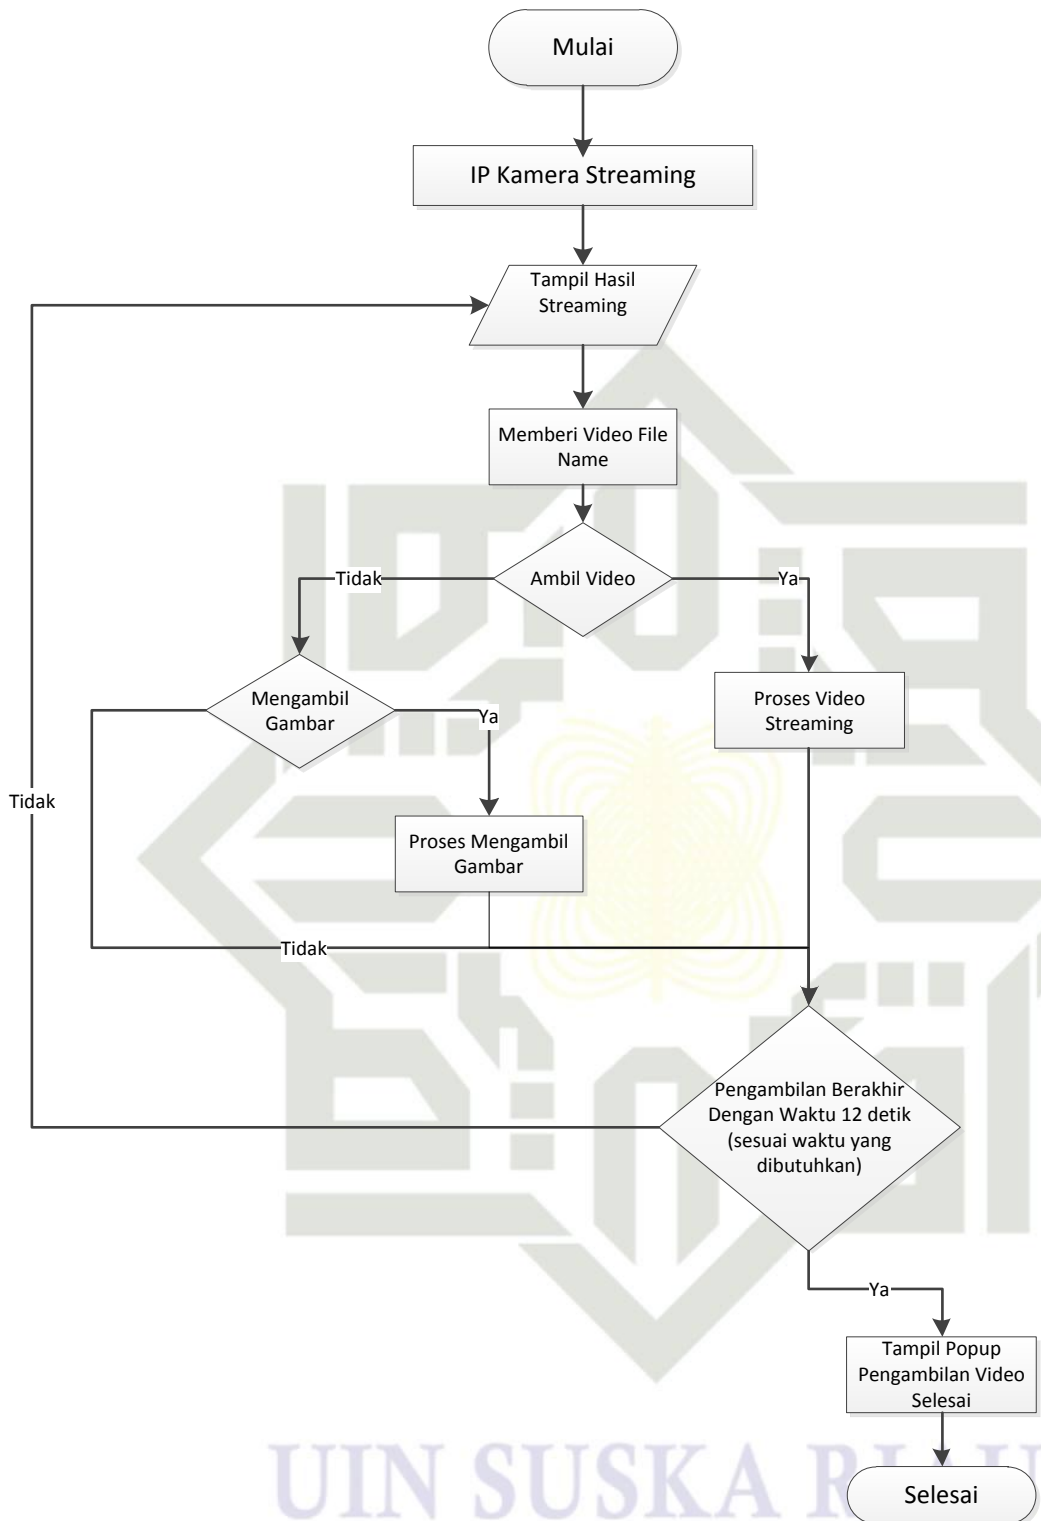 Mulai
IP Kamera Streaming
Tampil Hasil
Streaming
Memberi Video File
Name
Ambil Video
Tidak
Ya
Mengambil
Gambar
Ya
Proses Video
Streaming
Tidak
Proses Mengambil
Gambar
Tidak
Pengambilan Berakhir
Dengan Waktu 12 detik
(sesuai waktu yang
dibutuhkan)
Ya
Tampil Popup
Pengambilan Video
Selesai
Selesai
UIN SUSKA RIAU